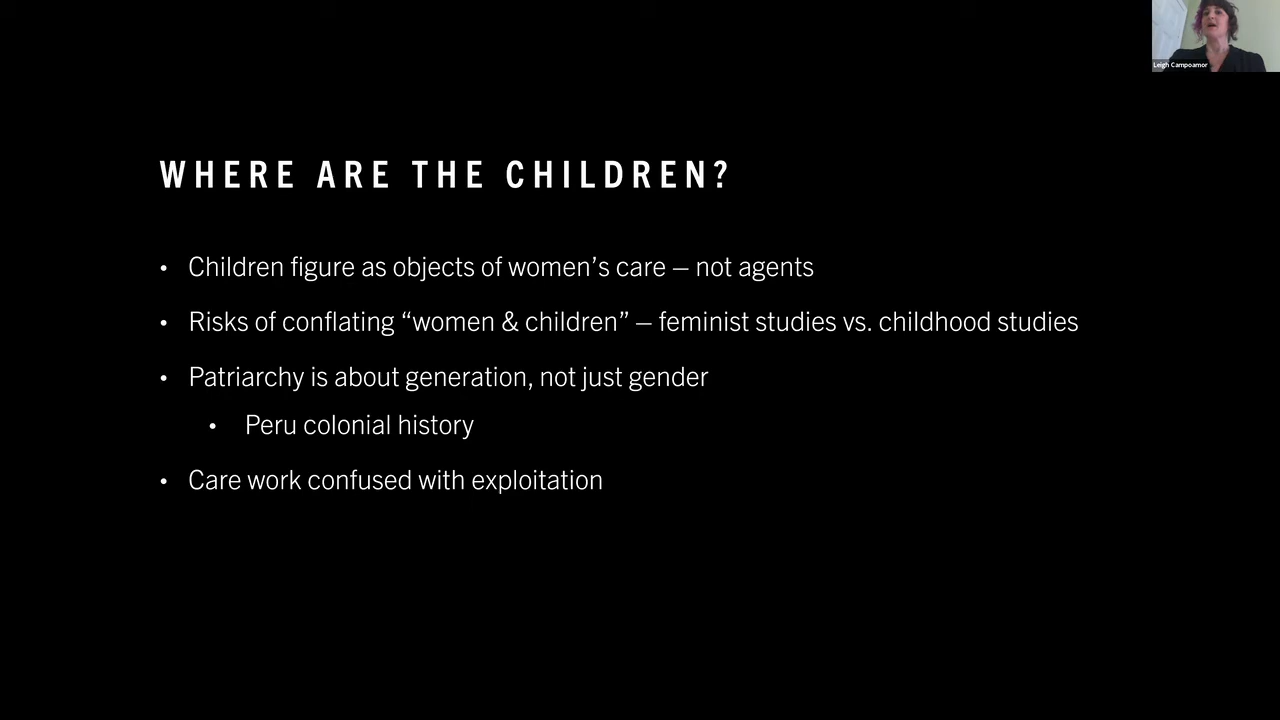 Leigh Campoamor
WHERE ARE THE CHILDREN?
• Children figure as objects of women’s care – not agents
• Risks of conflating “women & children” – feminist studies vs. childhood studies
• Patriarchy is about generation, not just gender
• Peru colonial history
• Care work confused with exploitation